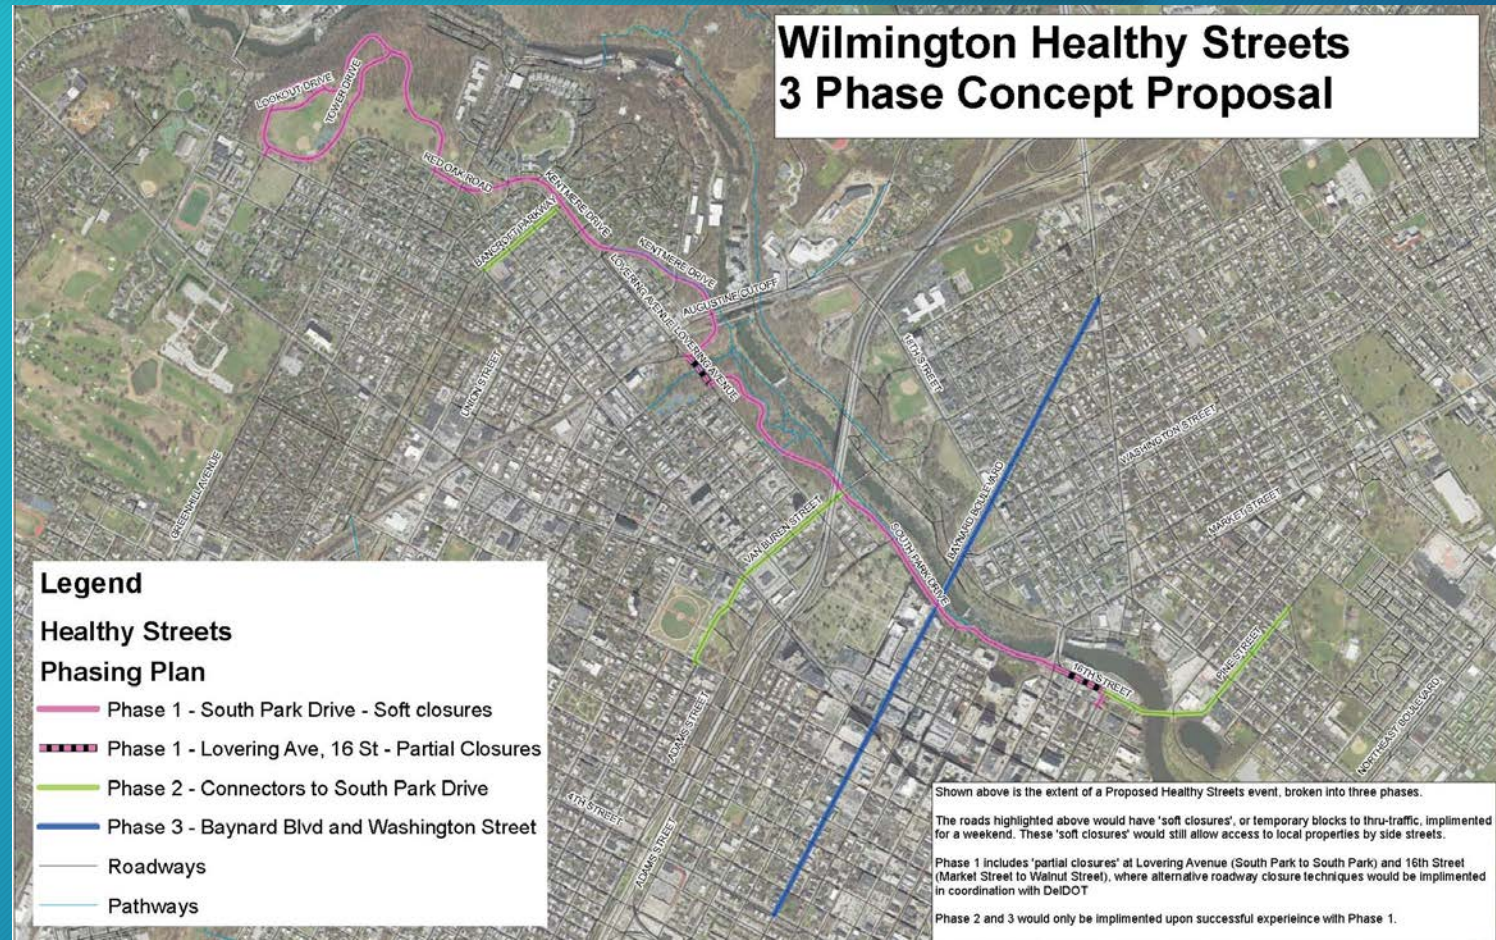 Wilmington Healthy Streets
3 Phase Concept Proposal
LOOKOUT DRIVE
TOWER DRIVE
RED OAK ROAD
KENTMERE DRIVE
BANCROFT PARKWAY
KENTMERE DRIVE
LOVERING AVENUE
LOVERING AVENUE
AUGUSTINE CUTOFF
UNION STREET
18TH STREET
WASHINGTON STREET
GREENHILL AVENUE
BAYNARD BOULEVARD
MARKET STREET
VAN BUREN STREET
SOUTH PARK DRIVE
PINE STREET
16TH STREET
ADAMS STREET
NORTHEAST BOULEVARD
4TH STREET
ADAMS STREET
Legend
Healthy Streets
Phasing Plan
Phase 1 - South Park Drive - Soft closures
Phase 1 - Lovering Ave, 16 St - Partial Closures
Phase 2 - Connectors to South Park Drive
Phase 3 - Baynard Blvd and Washington Street
Roadways
Pathways
Shown above is the extent of a Proposed Healthy Streets event, broken into three phases.
The roads highlighted above would have 'soft closures', or temporary blocks to thru-traffic, implimented
for a weekend. These 'soft closures' would still allow access to local properties by side streets.
Phase 1 includes 'partial closures' at Lovering Avenue (South Park to South Park) and 16th Street
(Market Street to Walnut Street), where alternative roadway closure techniques would be implimented
in coordination with DelDOT
Phase 2 and 3 would only be implimented upon successful experieince with Phase 1.